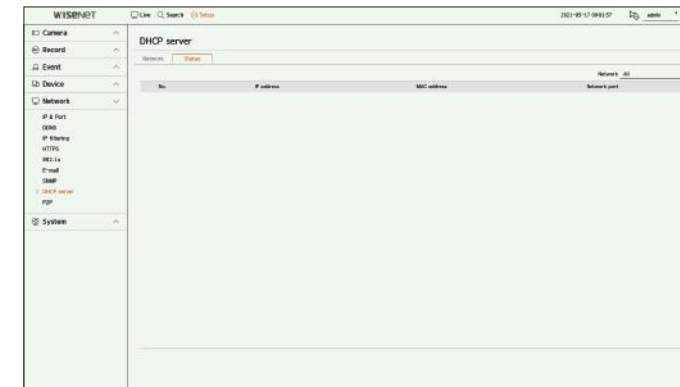 WISENET
Live Search Setup
2021-05-17 09:01:57 admin
Camera
Record
Event
Device
Network
IP & Port
DDNS
IP filtering
HTTPS
802.1x
E-mail
SNMP
DHCP server
P2P
System
DHCP server
Network Status
Network All
No. IP address MAC address Network port